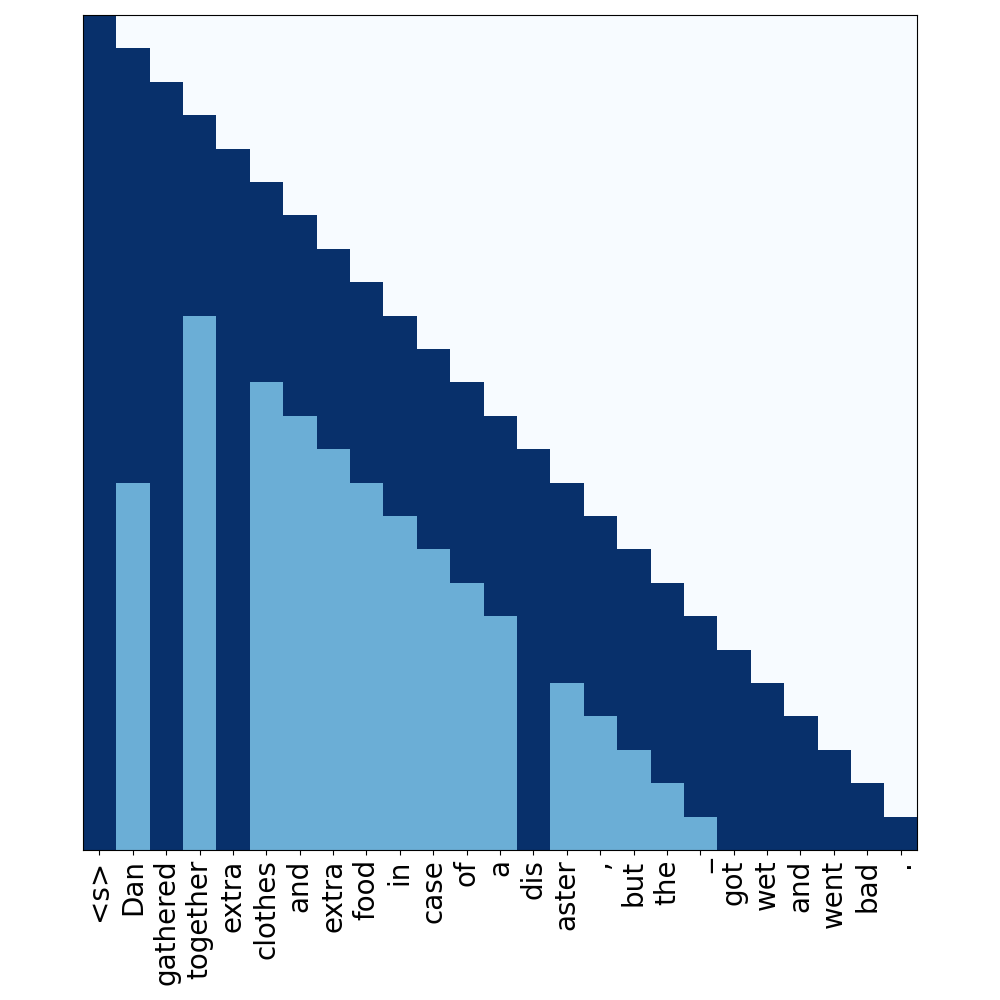 <s> Dan gathered together extra clothes and extra food in case of a dis aster , but the _ got wet and went bad .